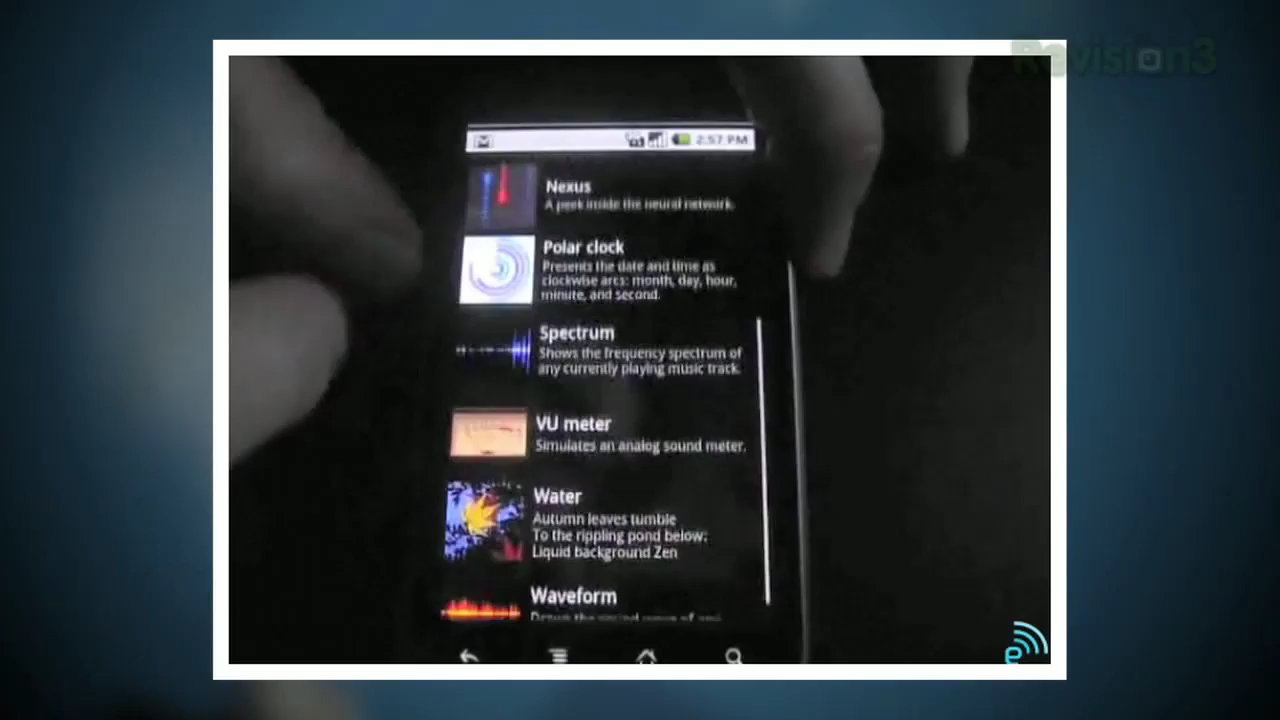 Revision3
2:57 PM
Nexus
A peek inside the neural network.
Polar clock
Presents the date and time as
clockwise arcs: month, day, hour,
minute, and second.
Spectrum
Shows the frequency spectrum of
any currently playing music track.
VU meter
Simulates an analog sound meter.
Water
Autumn leaves tumble
To the rippling pond below:
Liquid background Zen
Waveform